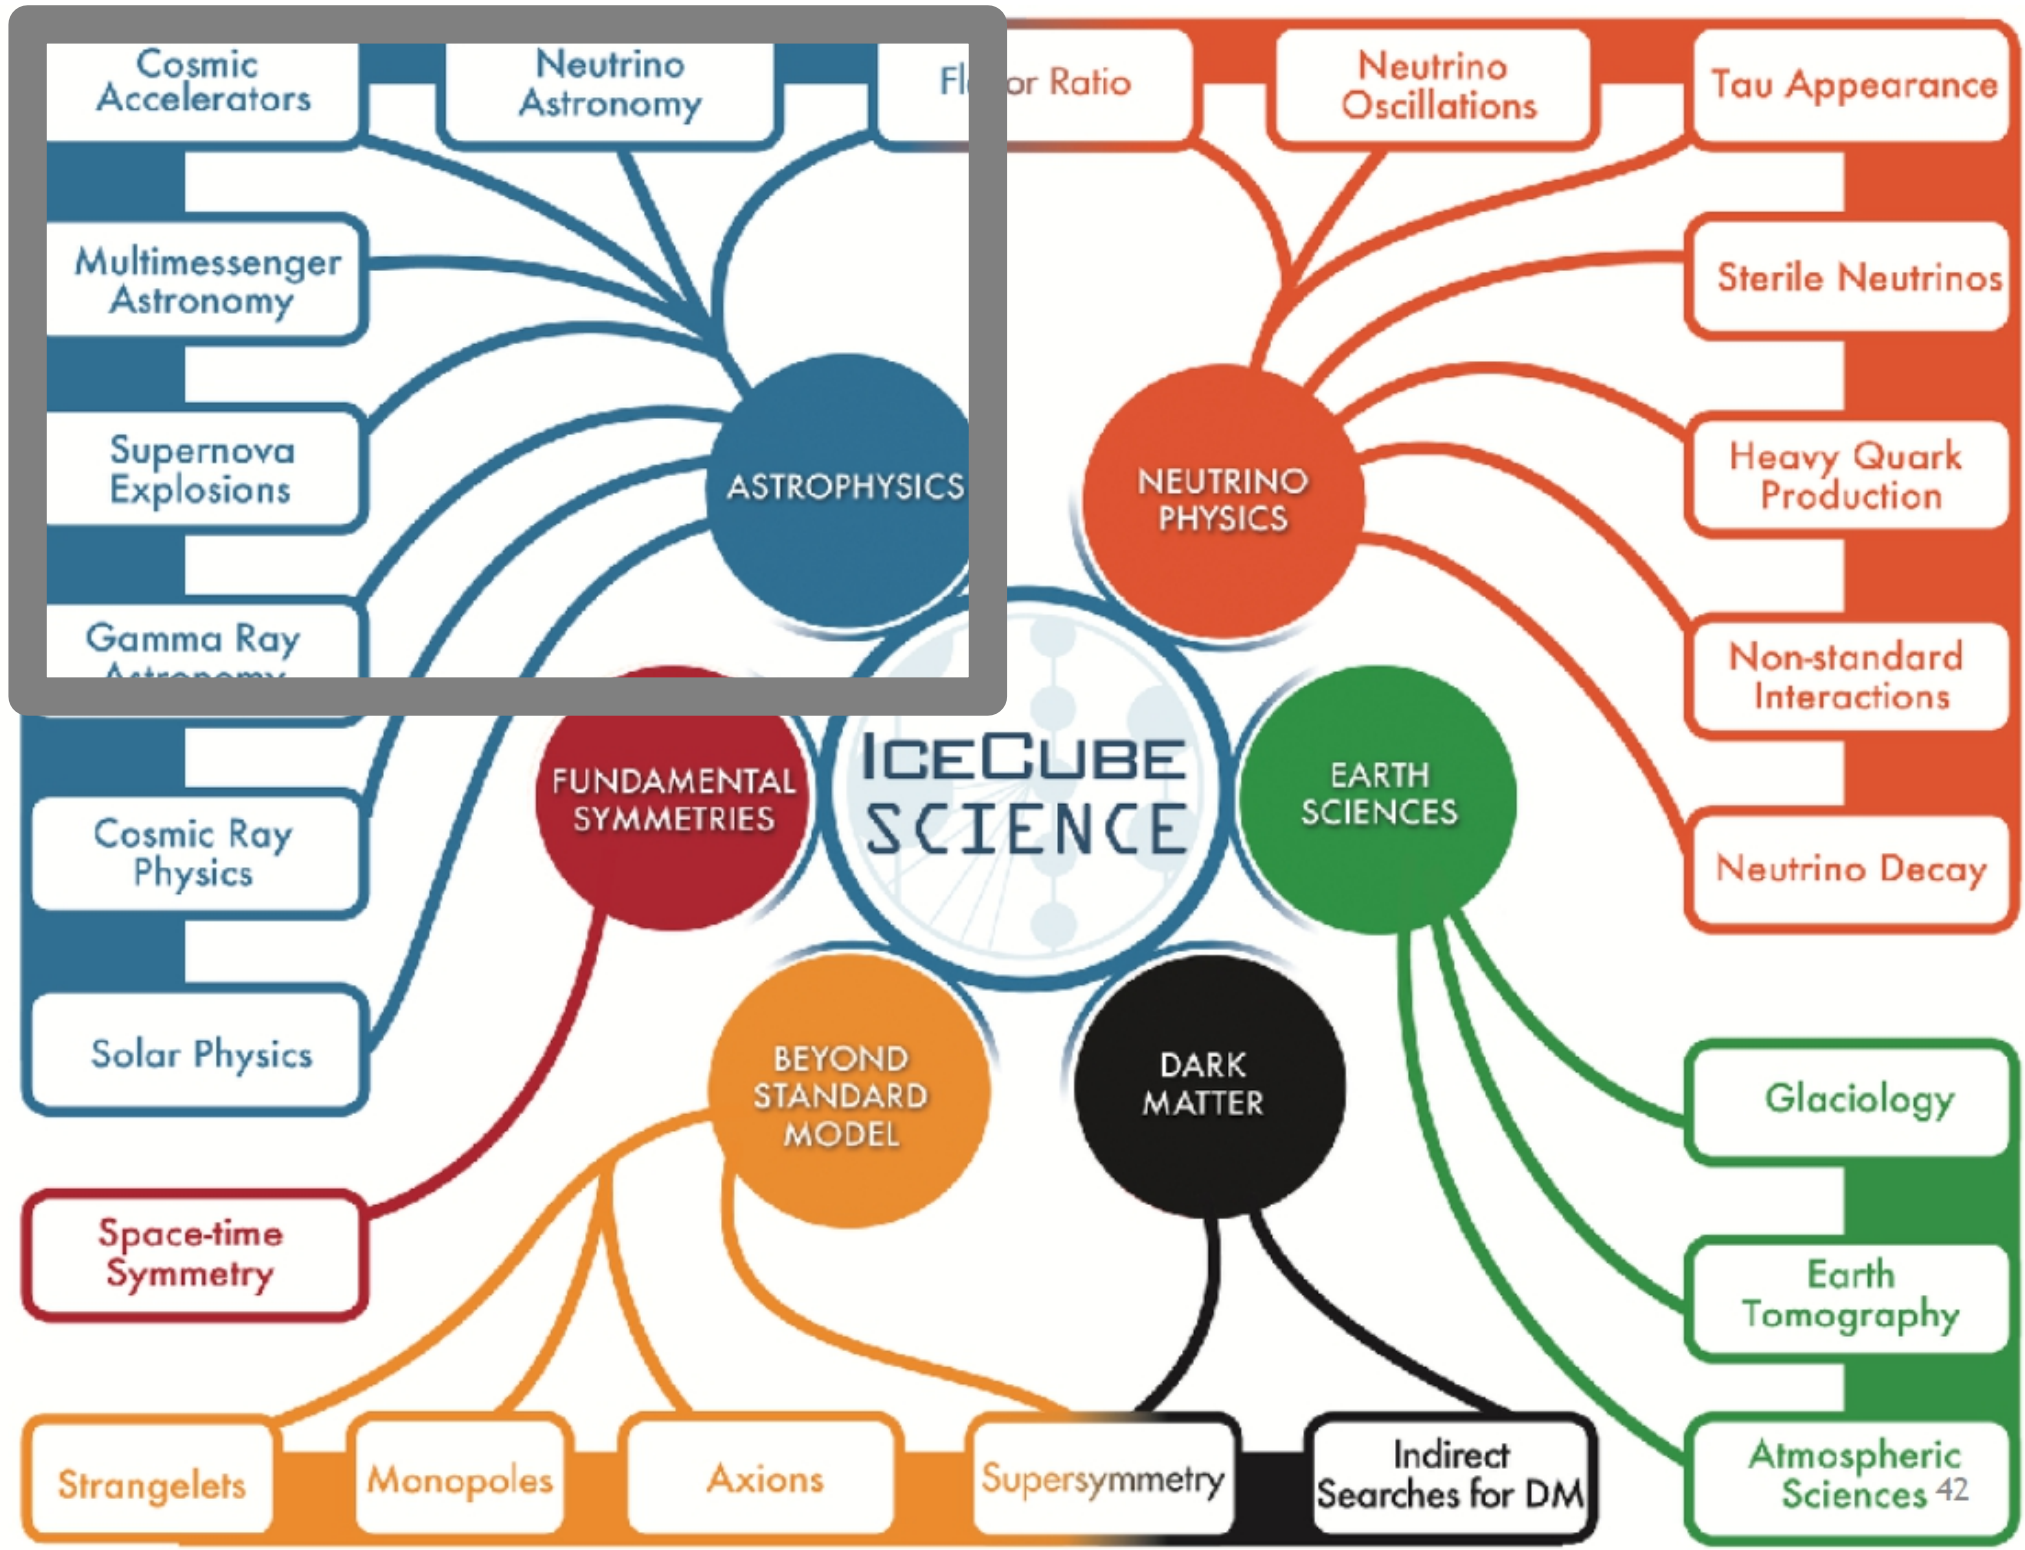 Cosmic
Accelerators
Neutrino
Astronomy
or Ratio
Neutrino
Oscillations
Tau Appearance
Multimessenger
Astronomy
Sterile Neutrinos
Supernova
Explosions
ASTROPHYSICS
NEUTRINO
PHYSICS
Heavy Quark
Production
Gamma Ray
Astronomy
Non-standard
Interactions
FUNDAMENTAL
SYMMETRIES
ICECUBE
SCIENCE
EARTH
SCIENCES
Cosmic Ray
Physics
Neutrino Decay
Solar Physics
BEYOND
STANDARD
MODEL
DARK
MATTER
Glaciology
Space-time
Symmetry
Earth
Tomography
Strangelets
Monopoles
Axions
Supersymmetry
Indirect
Searches for DM
Atmospheric
Sciences
42